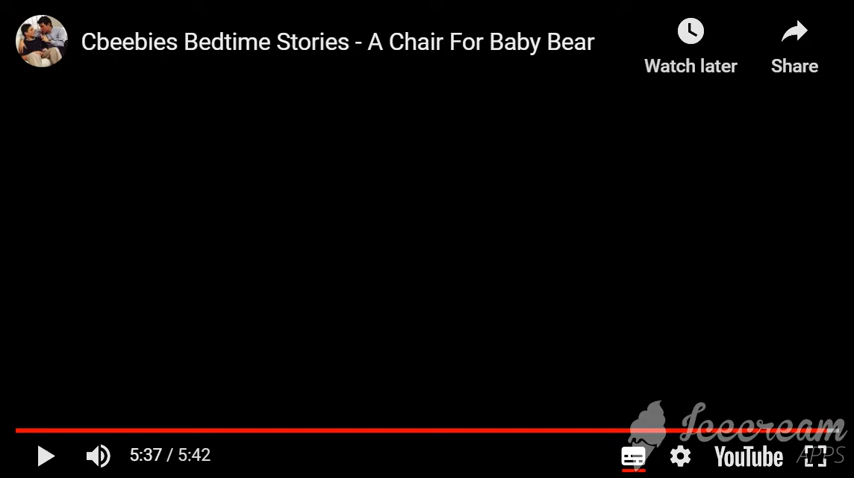 Cbeebies Bedtime Stories - A Chair For Baby Bear
Watch later
Share
5:37 / 5:42
YouTube
Icecream
APPS